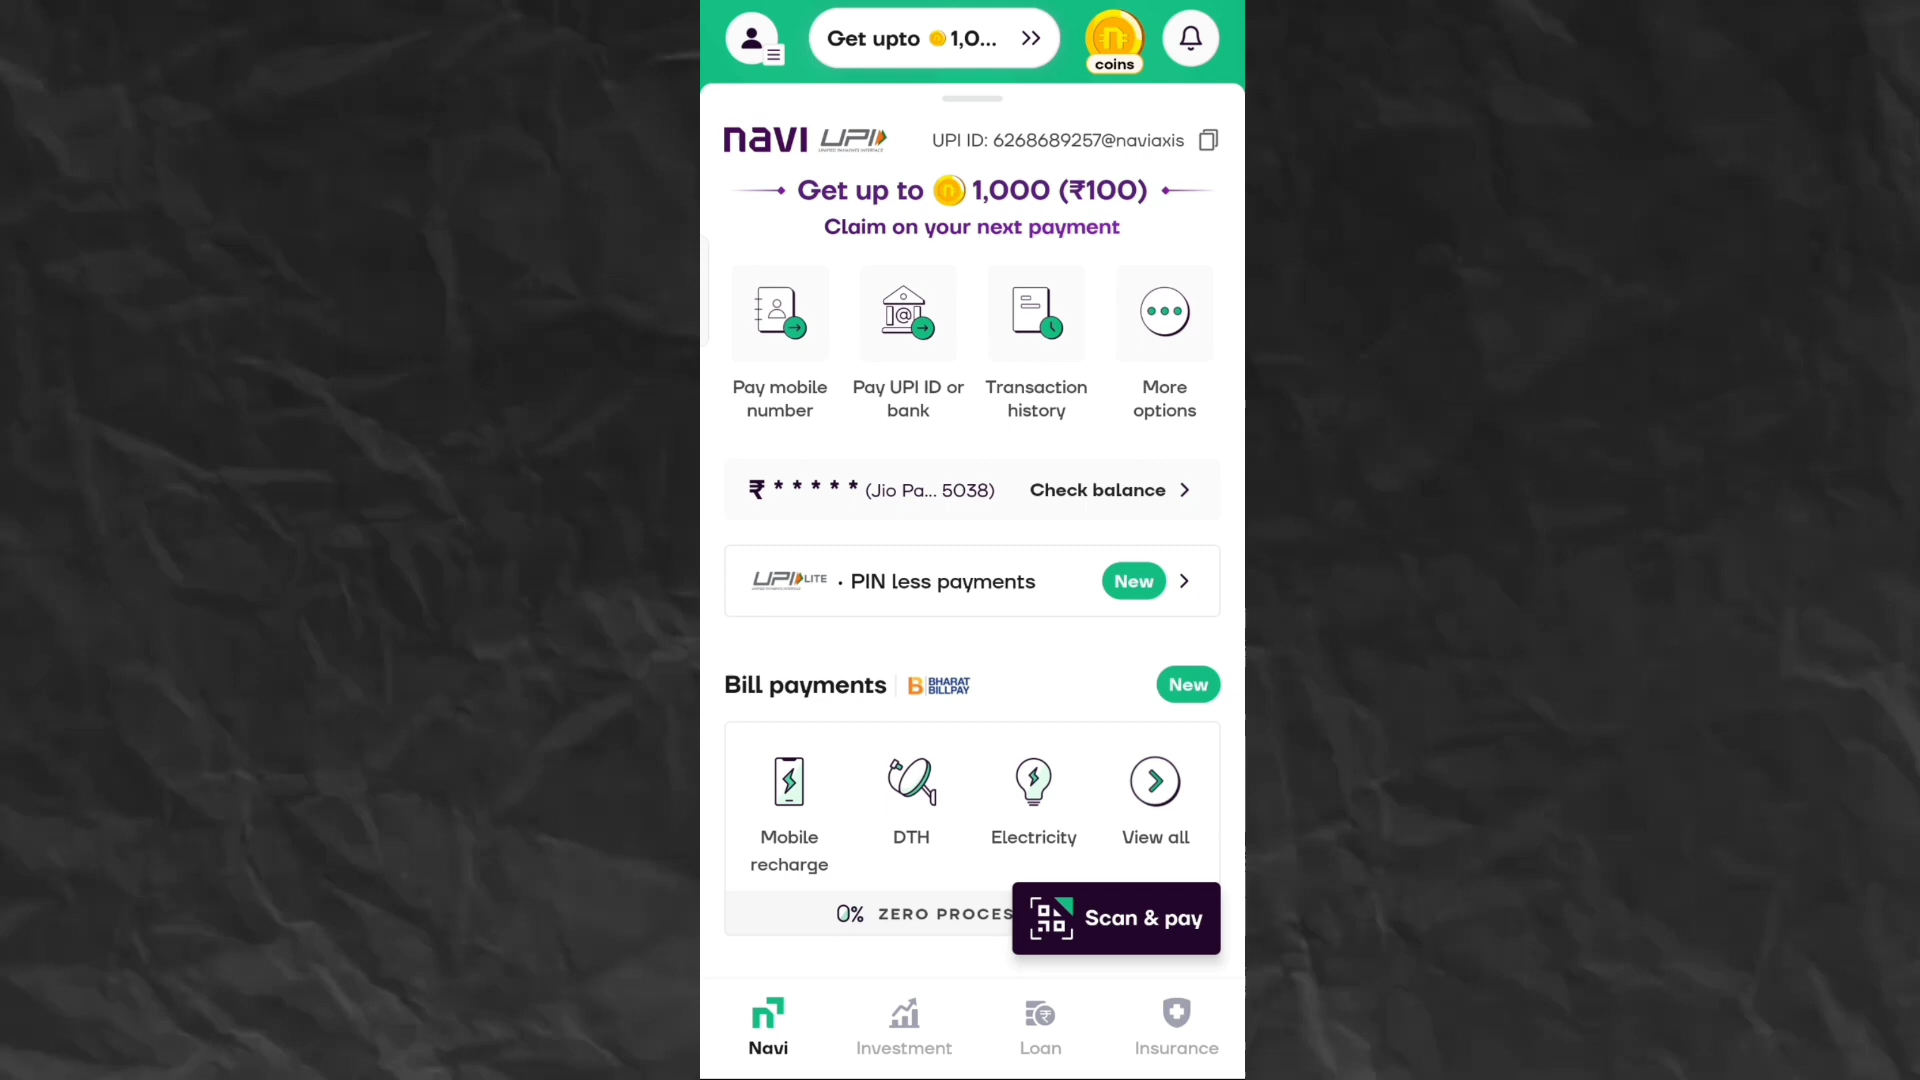 Get upto 1,0...
coins
navi UPI UPI ID: 6268689257@naviaxis
UNIFIED PAYMENTS INTERFACE
Get up to 1,000 (₹100)
Claim on your next payment
Pay mobile number
Pay UPI ID or bank
Transaction history
More options
₹ * * * * * (Jio Pa... 5038) Check balance
UPI LITE · PIN less payments New
Bill payments BHARAT BILLPAY New
Mobile recharge
DTH
Electricity
View all
0% ZERO PROCES
Scan & pay
Navi Investment Loan Insurance